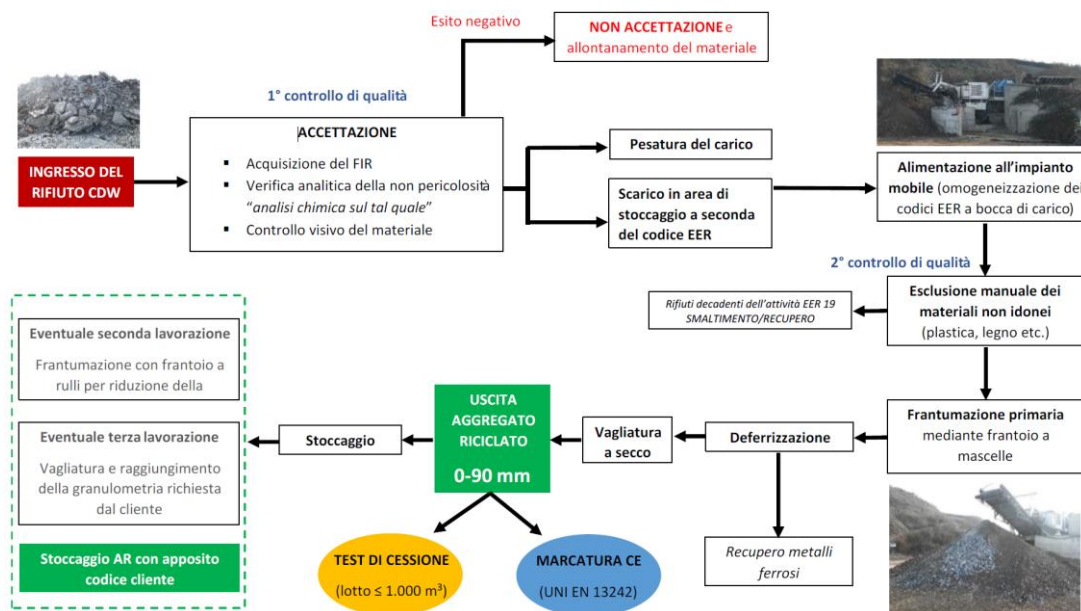 Esito negativo
NON ACCETTAZIONE e
allontanamento del materiale
1° controllo di qualità
INGRESSO DEL
RIFIUTO CDW
ACCETTAZIONE
▪ Acquisizione del FIR
▪ Verifica analitica della non pericolosità
“analisi chimica sul tal quale”
▪ Controllo visivo del materiale
Pesatura del carico
Scarico in area di
stoccaggio a seconda
del codice EER
Alimentazione all’impianto
mobile (omogeneizzazione dei
codici EER a bocca di carico)
2° controllo di qualità
Esclusione manuale dei
materiali non idonei
(plastica, legno etc.)
Rifiuti decadenti dell’attività EER 19
SMALTIMENTO/RECUPERO
Frantumazione primaria
mediante frantoio a
mascelle
Deferrizzazione
Recupero metalli
ferrosi
Vagliatura
a secco
USCITA
AGGREGATO
RICICLATO
0-90 mm
TEST DI CESSIONE
(lotto ≤ 1.000 m³)
MARCATURA CE
(UNI EN 13242)
Stoccaggio
Eventuale seconda lavorazione
Frantumazione con frantoio a
rulli per riduzione della
Eventuale terza lavorazione
Vagliatura e raggiungimento
della granulometria richiesta
dal cliente
Stoccaggio AR con apposito
codice cliente